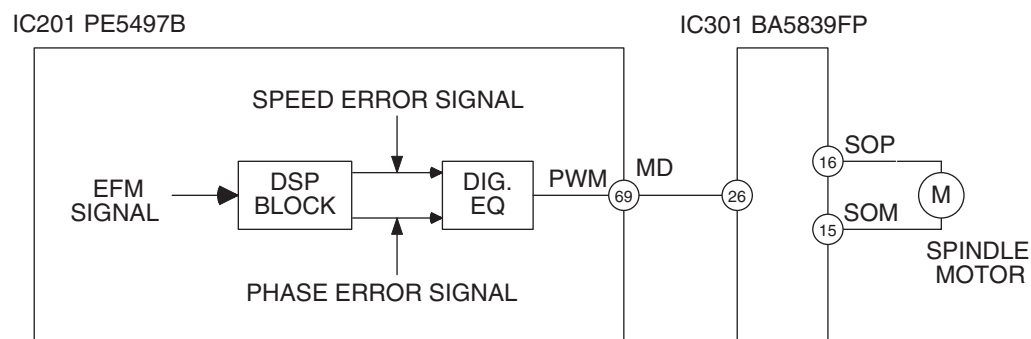 IC201 PE5497B
IC301 BA5839FP
SPEED ERROR SIGNAL
EFM
SIGNAL
DSP
BLOCK
DIG.
EQ
PWM
69
MD
26
16
SOP
M
15
SOM
SPINDLE
MOTOR
PHASE ERROR SIGNAL